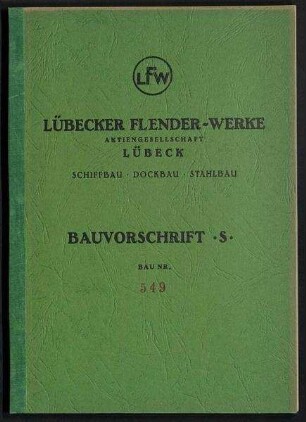 LFW
LÜBECKER FLENDER-WERKE
AKTIENGESELLSCHAFT
LÜBECK
SCHIFFBAU · DOCKBAU · STAHLBAU
BAUVORSCHRIFT ·S·
BAU NR.
549